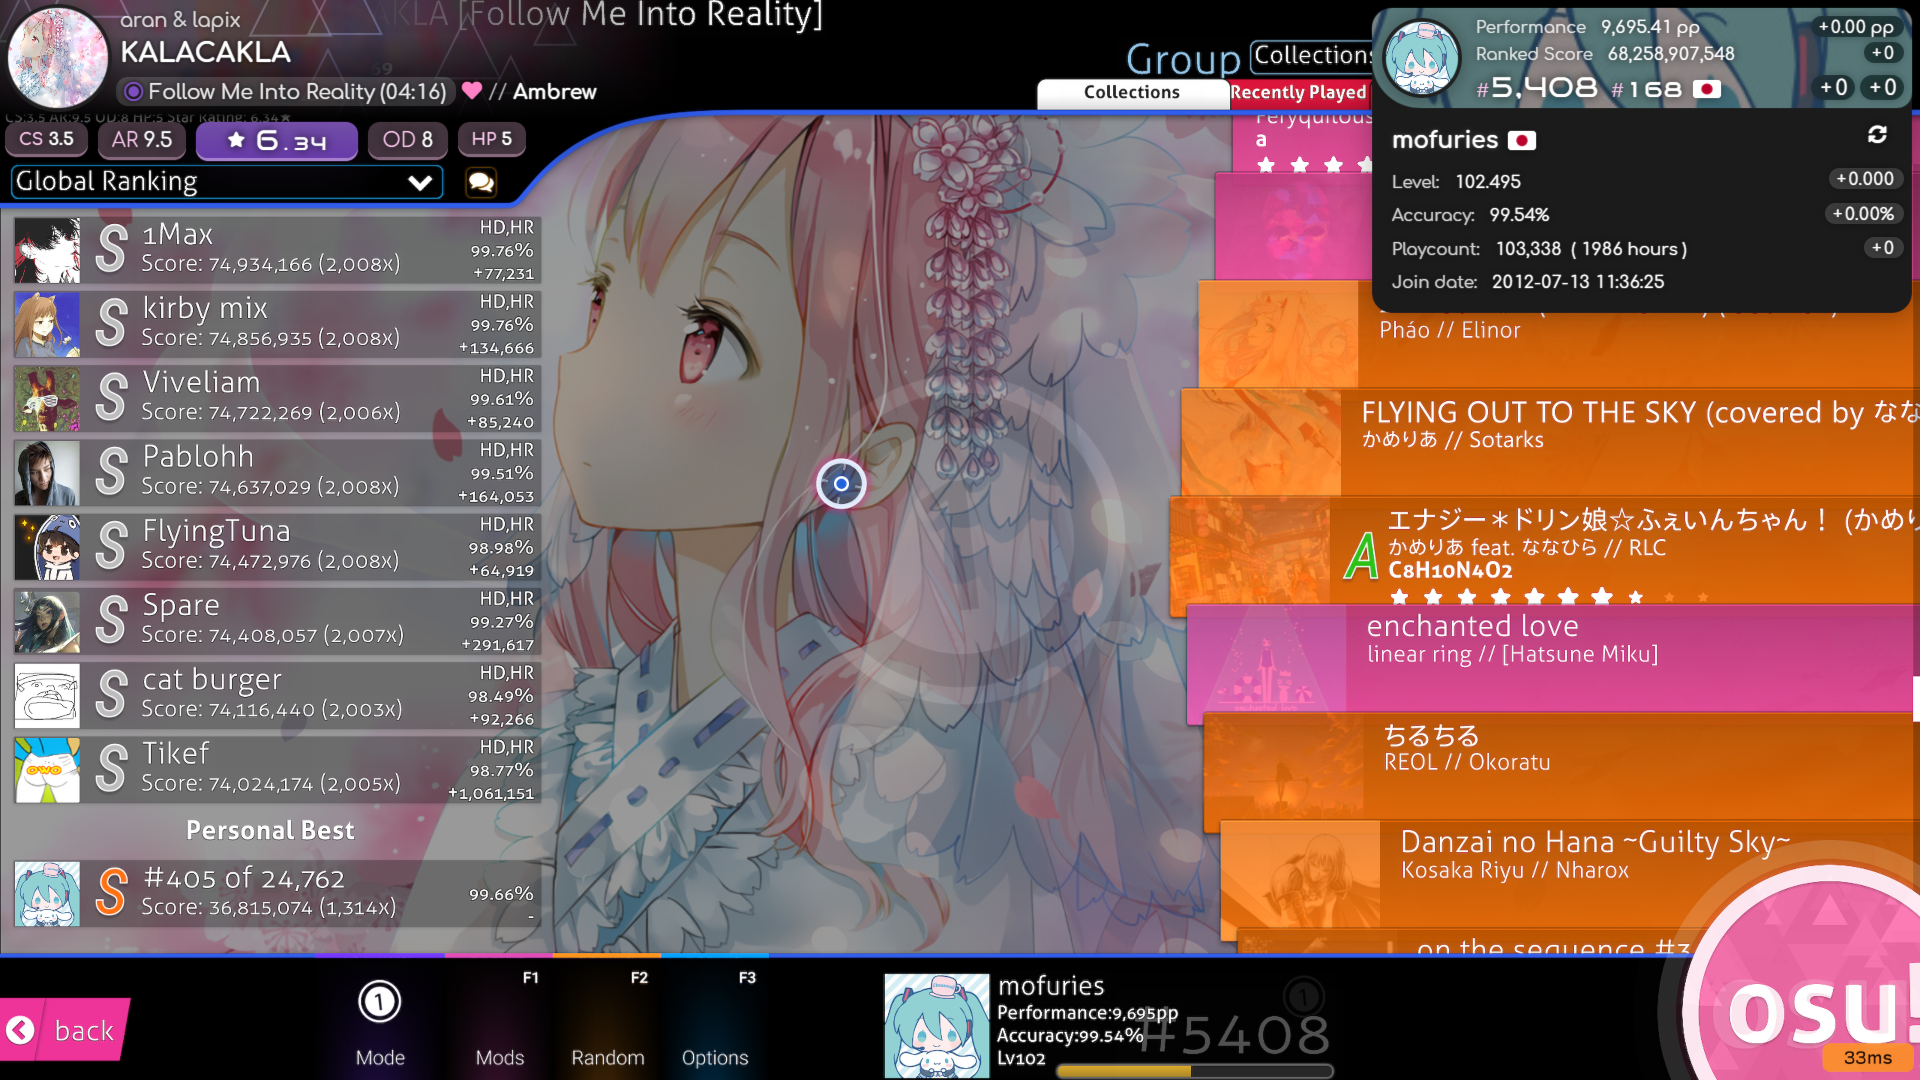 aran & lapix
KALACAKLA
KLA [Follow Me Into Reality]
Follow Me Into Reality (04:16)
// Ambrew
CS:3.5 AR:9.5 OD:8 HP:5 Star Rating: 6.34★
CS 3.5
AR 9.5
★ 6.34
OD 8
HP 5
Global Ranking
Group
Collections
Collections
Recently Played
Performance 9,695.41 pp
+0.00 pp
Ranked Score 68,258,907,548
+0
#5,408 #168
+0 +0
mofuries
Level: 102.495
+0.000
Accuracy: 99.54%
+0.00%
Playcount: 103,338 ( 1986 hours )
+0
Join date: 2012-07-13 11:36:25
1Max
Score: 74,934,166 (2,008x)
HD,HR
99.76%
+77,231
kirby mix
Score: 74,856,935 (2,008x)
HD,HR
99.76%
+134,666
Viveliam
Score: 74,722,269 (2,006x)
HD,HR
99.61%
+85,240
Pablohh
Score: 74,637,029 (2,008x)
HD,HR
99.51%
+164,053
FlyingTuna
Score: 74,472,976 (2,008x)
HD,HR
98.98%
+64,919
Spare
Score: 74,408,057 (2,007x)
HD,HR
99.27%
+291,617
cat burger
Score: 74,116,440 (2,003x)
HD,HR
98.49%
+92,266
Tikef
Score: 74,024,174 (2,005x)
HD,HR
98.77%
+1,061,151
Personal Best
#405 of 24,762
Score: 36,815,074 (1,314x)
99.66%
-
Feryquitous
a
Pháo // Elinor
FLYING OUT TO THE SKY (covered by なな
かめりあ // Sotarks
エナジー＊ドリン娘☆ふぇいんちゃん！ (かめり
かめりあ feat. ななひら // RLC
C8H10N4O2
A
enchanted love
linear ring // [Hatsune Miku]
ちるちる
REOL // Okoratu
Danzai no Hana ~Guilty Sky~
Kosaka Riyu // Nharox
on the sequence #3
back
1
Mode
F1
Mods
F2
Random
F3
Options
mofuries
Performance:9,695pp
Accuracy:99.54%
Lv102
#5408
1
osu!
33ms